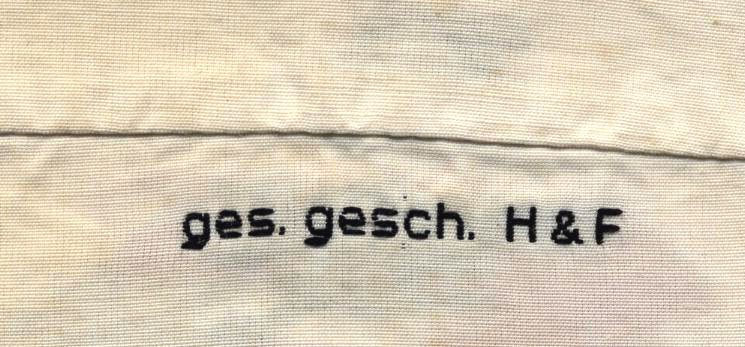 ges. gesch. H & F